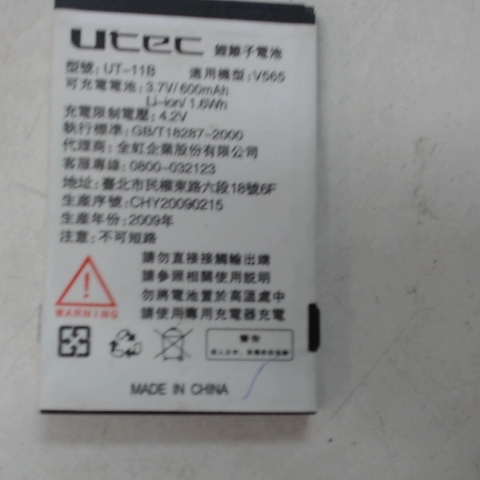 Utec 鋰離子電池
型號：UT-11B 適用機型：V565
可充電電池：3.7V/600mAh
Li-ion/1.6Wh
充電限制電壓：4.2V
執行標準：GB/T18287-2000
代理商：全虹企業股份有限公司
客服專線：0800-032123
地址：臺北市民權東路六段18號6F
生產序號：CHY20090215
生產年份：2009年
注意：不可短路
請勿直接接觸輸出端
請參照相關使用説明
勿將電池置於高溫處中
請使用專用充電器充電
WARNING
警告
MADE IN CHINA